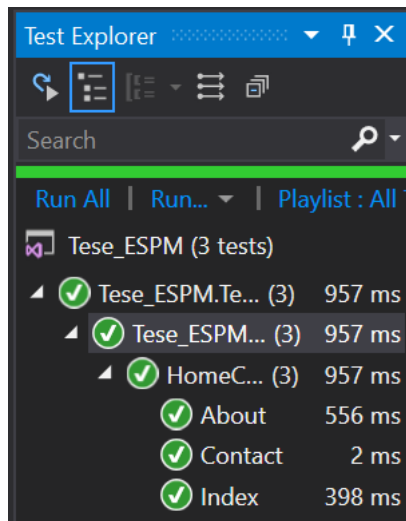 Test Explorer
Search
Run All | Run... | Playlist : All
Tese_ESPM (3 tests)
Tese_ESPM.Te... (3) 957 ms
Tese_ESPM... (3) 957 ms
HomeC... (3) 957 ms
About 556 ms
Contact 2 ms
Index 398 ms